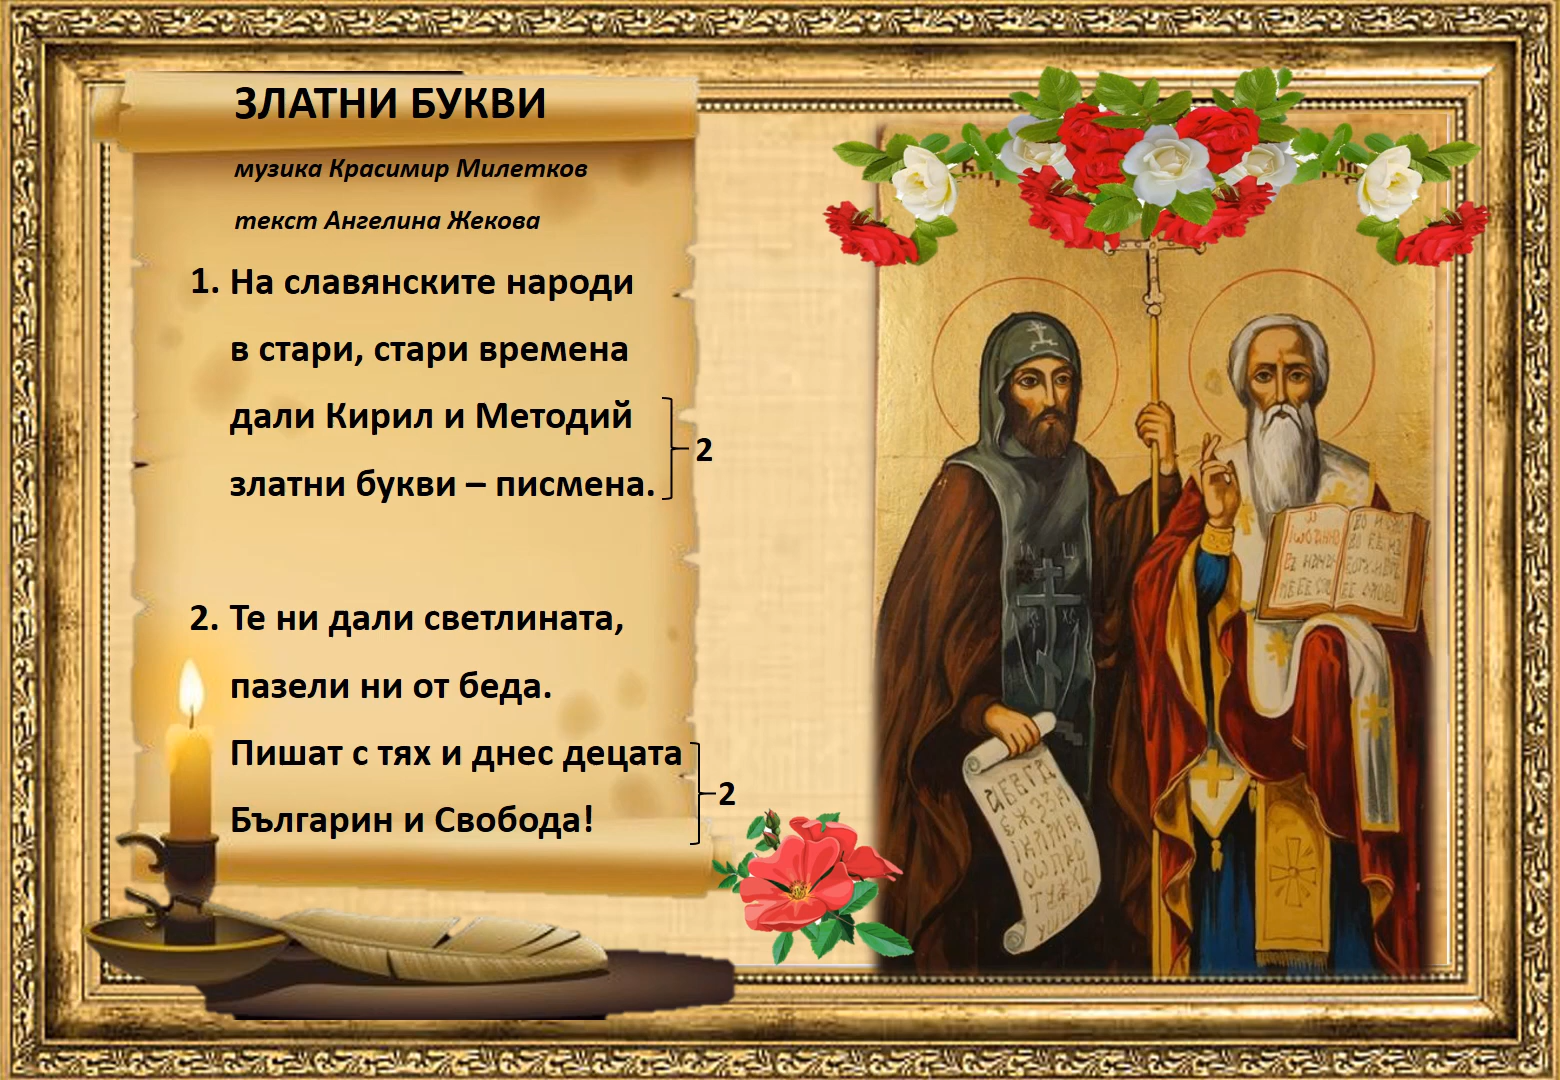 ЗЛАТНИ БУКВИ
музика Красимир Милетков
текст Ангелина Жекова
1. На славянските народи
в стари, стари времена
дали Кирил и Методий
златни букви – писмена.
2
2. Те ни дали светлината,
пазели ни от беда.
Пишат с тях и днес децата
Българин и Свобода!
2